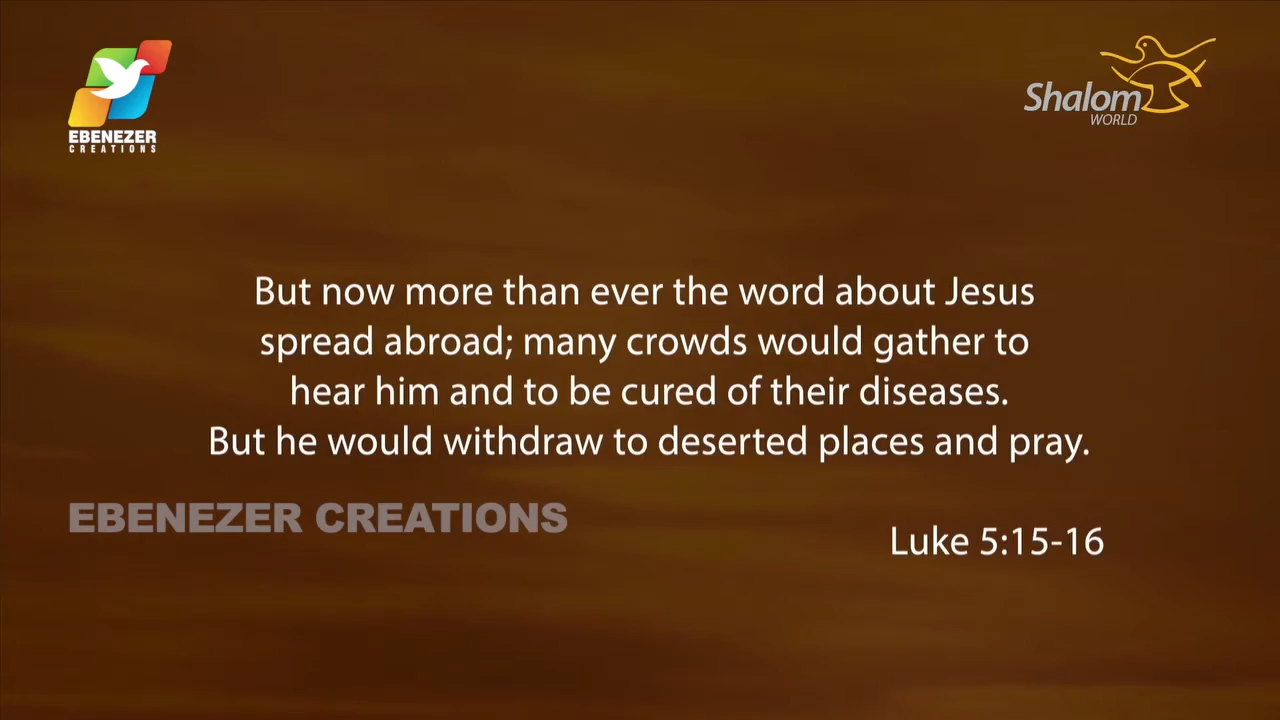 EBENEZER
CREATIONS
Shalom
WORLD
But now more than ever the word about Jesus
spread abroad; many crowds would gather to
hear him and to be cured of their diseases.
But he would withdraw to deserted places and pray.
EBENEZER CREATIONS
Luke 5:15-16